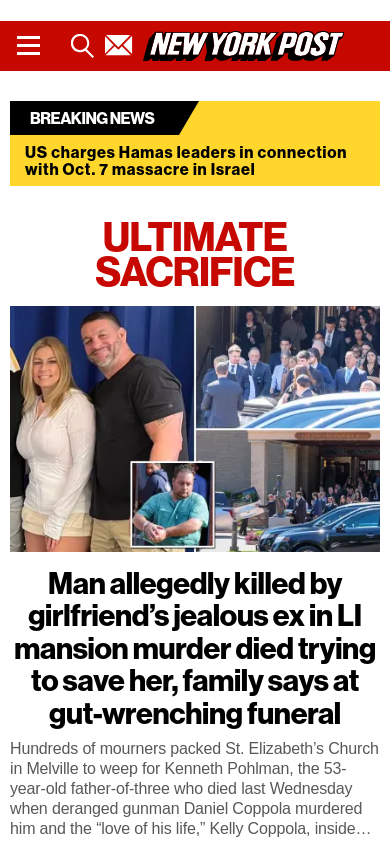 NEW YORK POST
BREAKING NEWS
US charges Hamas leaders in connection
with Oct. 7 massacre in Israel
ULTIMATE
SACRIFICE
Man allegedly killed by
girlfriend’s jealous ex in LI
mansion murder died trying
to save her, family says at
gut-wrenching funeral
Hundreds of mourners packed St. Elizabeth’s Church
in Melville to weep for Kenneth Pohlman, the 53-
year-old father-of-three who died last Wednesday
when deranged gunman Daniel Coppola murdered
him and the “love of his life,” Kelly Coppola, inside…